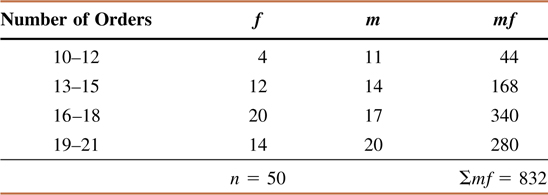 Number of Orders f m mf
10–12 4 11 44
13–15 12 14 168
16–18 20 17 340
19–21 14 20 280
n = 50 Σmf = 832